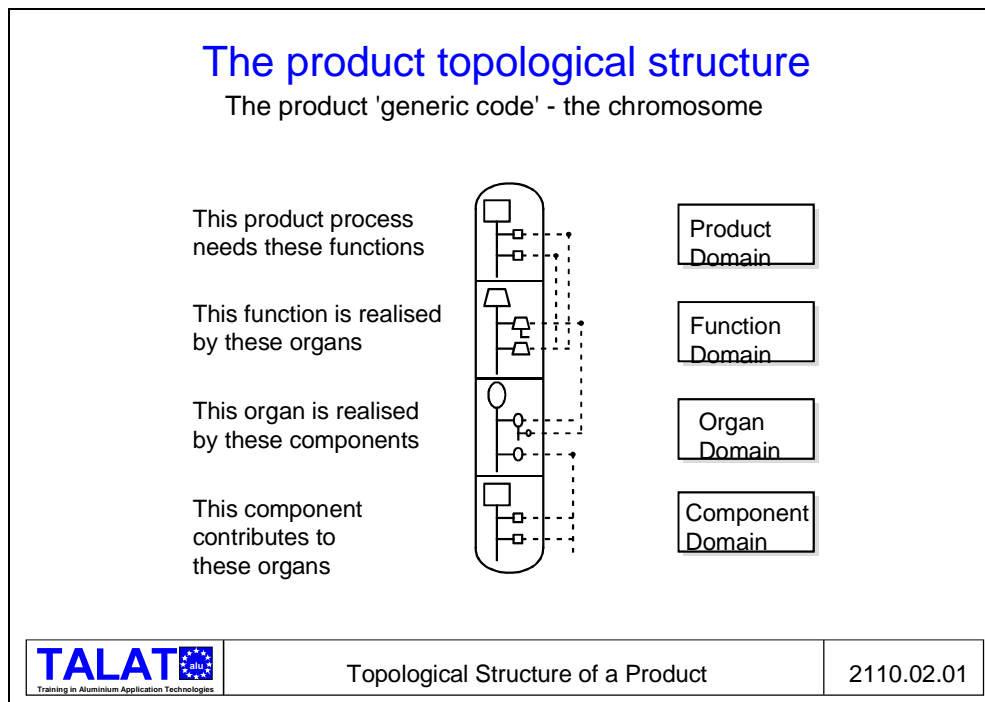 The product topological structure
The product 'generic code' - the chromosome
This product process
needs these functions
Product
Domain
This function is realised
by these organs
Function
Domain
This organ is realised
by these components
Organ
Domain
This component
contributes to
these organs
Component
Domain
TALAT
alu
Training in Aluminium Application Technologies
Topological Structure of a Product
2110.02.01